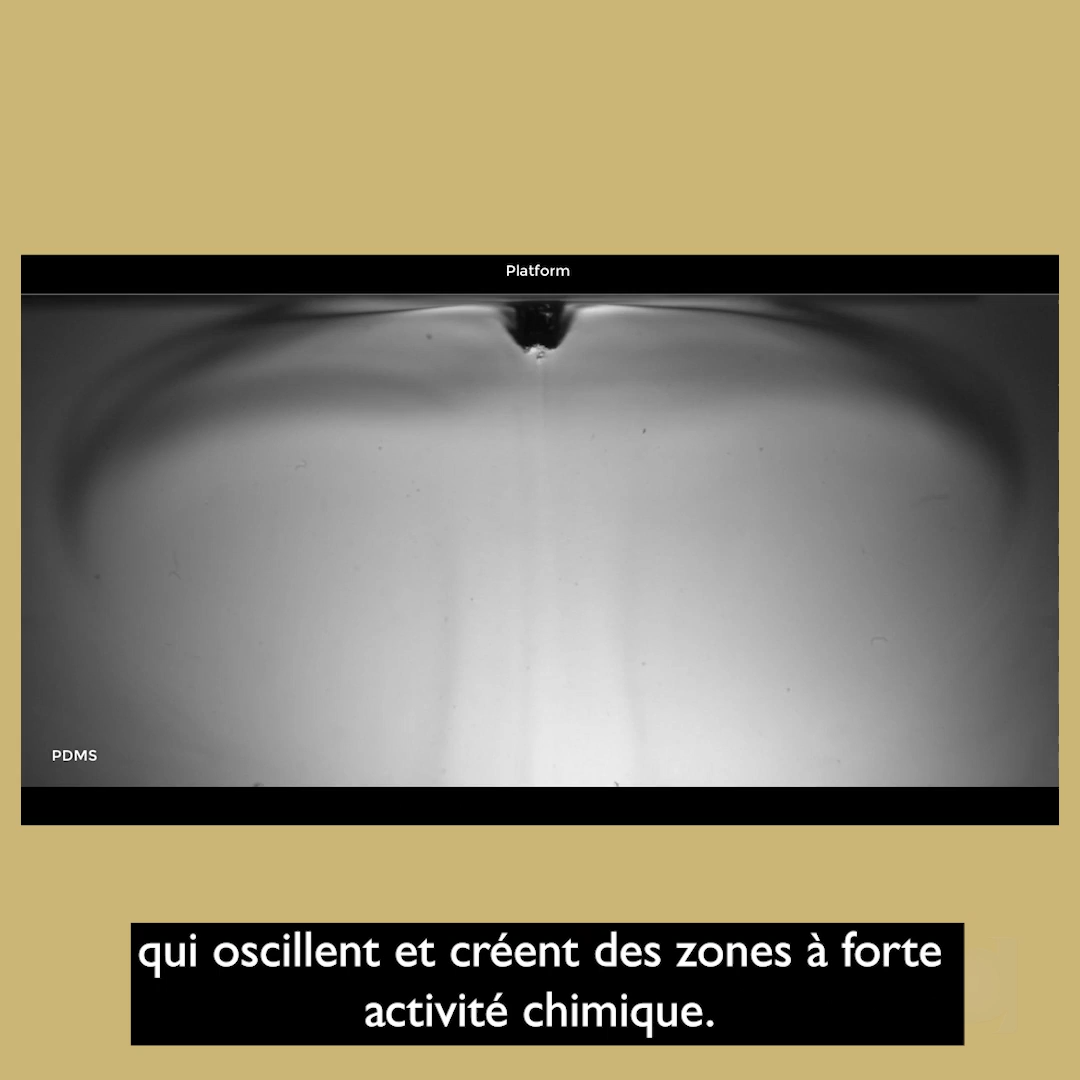 Platform
PDMS
qui oscillent et créent des zones à forte
activité chimique.